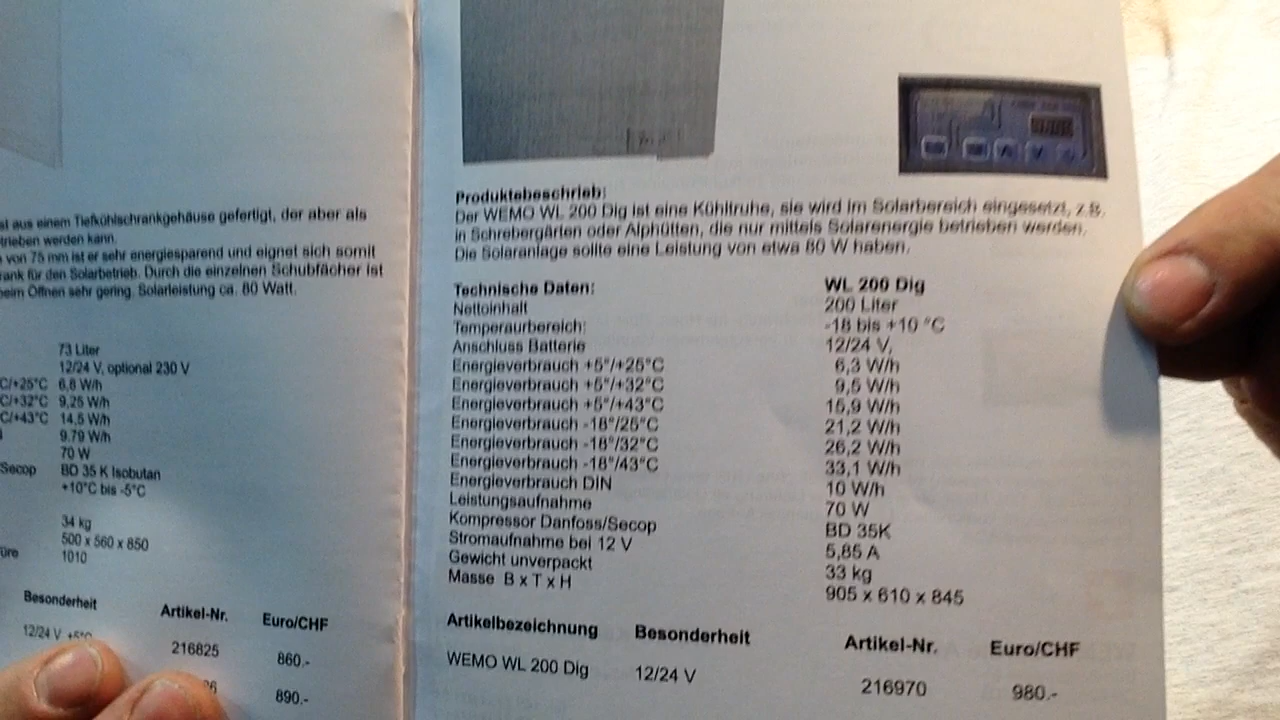 st aus einem Tiefkühlschrankgehäuse gefertigt, der aber als
trieben werden kann.
von 75 mm ist er sehr energiesparend und eignet sich somit
rank für den Solarbetrieb. Durch die einzelnen Schubfächer ist
eim Öffnen sehr gering. Solarleistung ca. 80 Watt.
73 Liter
12/24 V, optional 230 V
C/+25°C 6,6 W/h
C/+32°C 9,25 W/h
C/+43°C 14,5 W/h
9.79 W/h
70 W
Secop BD 35 K Isobutan
+10°C bis -5°C
34 kg
500 x 560 x 850
üre 1010
Besonderheit Artikel-Nr. Euro/CHF
12/24 V +5°C 216825 860.-
6 890.-
Produktebeschrieb:
Der WEMO WL 200 Dig ist eine Kühltruhe, sie wird im Solarbereich eingesetzt, z.B.
in Schrebergärten oder Alphütten, die nur mittels Solarenergie betrieben werden.
Die Solaranlage sollte eine Leistung von etwa 80 W haben.
Technische Daten: WL 200 Dig
Nettoinhalt 200 Liter
Temperaurbereich: -18 bis +10 °C
Anschluss Batterie 12/24 V,
Energieverbrauch +5°/+25°C 6,3 W/h
Energieverbrauch +5°/+32°C 9,5 W/h
Energieverbrauch +5°/+43°C 15,9 W/h
Energieverbrauch -18°/25°C 21,2 W/h
Energieverbrauch -18°/32°C 26,2 W/h
Energieverbrauch -18°/43°C 33,1 W/h
Energieverbrauch DIN 10 W/h
Leistungsaufnahme 70 W
Kompressor Danfoss/Secop BD 35K
Stromaufnahme bei 12 V 5,85 A
Gewicht unverpackt 33 kg
Masse B x T x H 905 x 610 x 845
Artikelbezeichnung Besonderheit Artikel-Nr. Euro/CHF
WEMO WL 200 Dig 12/24 V 216970 980.-